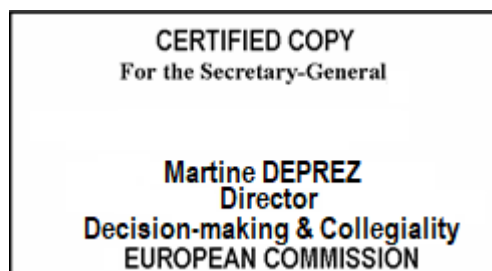 CERTIFIED COPY
For the Secretary-General
Martine DEPREZ
Director
Decision-making & Collegiality
EUROPEAN COMMISSION